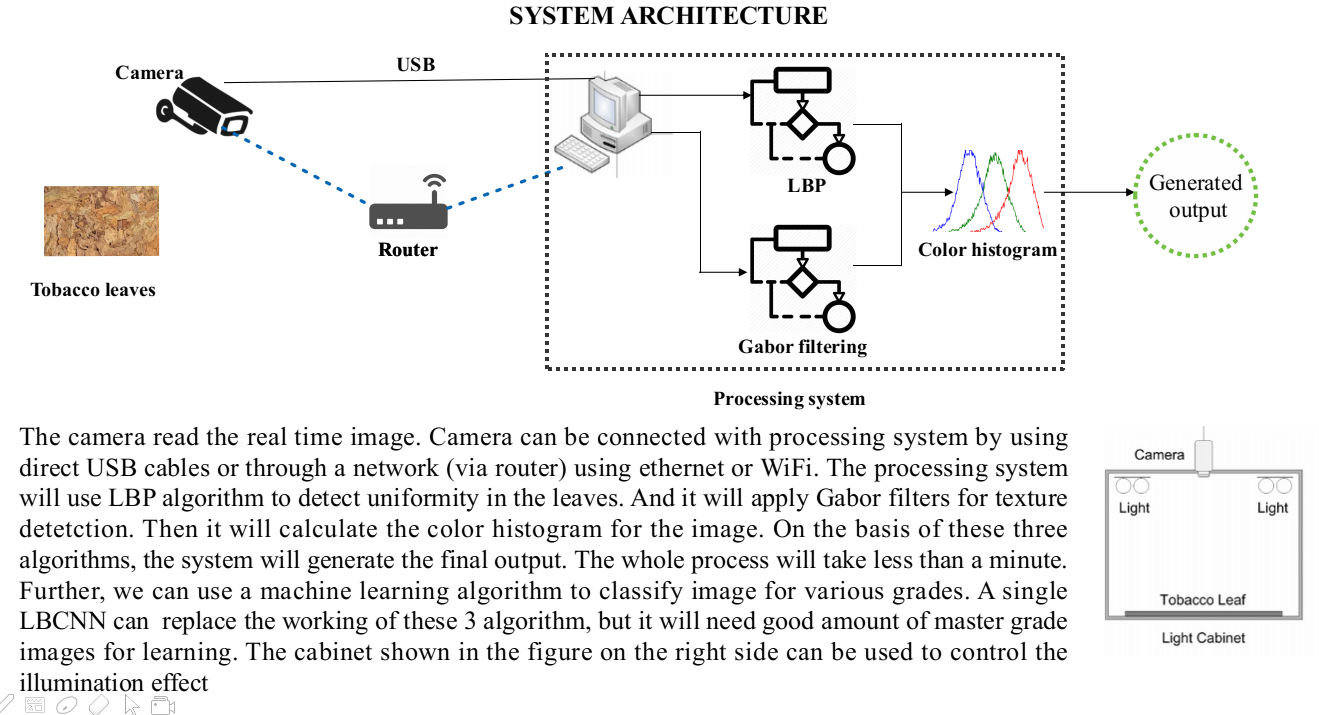 SYSTEM ARCHITECTURE
Camera
USB
LBP
Generated
output
Router
Color histogram
Tobacco leaves
Gabor filtering
Processing system
The camera read the real time image. Camera can be connected with processing system by using
direct USB cables or through a network (via router) using ethernet or WiFi. The processing system
will use LBP algorithm to detect uniformity in the leaves. And it will apply Gabor filters for texture
detetction. Then it will calculate the color histogram for the image. On the basis of these three
algorithms, the system will generate the final output. The whole process will take less than a minute.
Further, we can use a machine learning algorithm to classify image for various grades. A single
LBCNN can replace the working of these 3 algorithm, but it will need good amount of master grade
images for learning. The cabinet shown in the figure on the right side can be used to control the
illumination effect
Camera
Light
Light
Tobacco Leaf
Light Cabinet